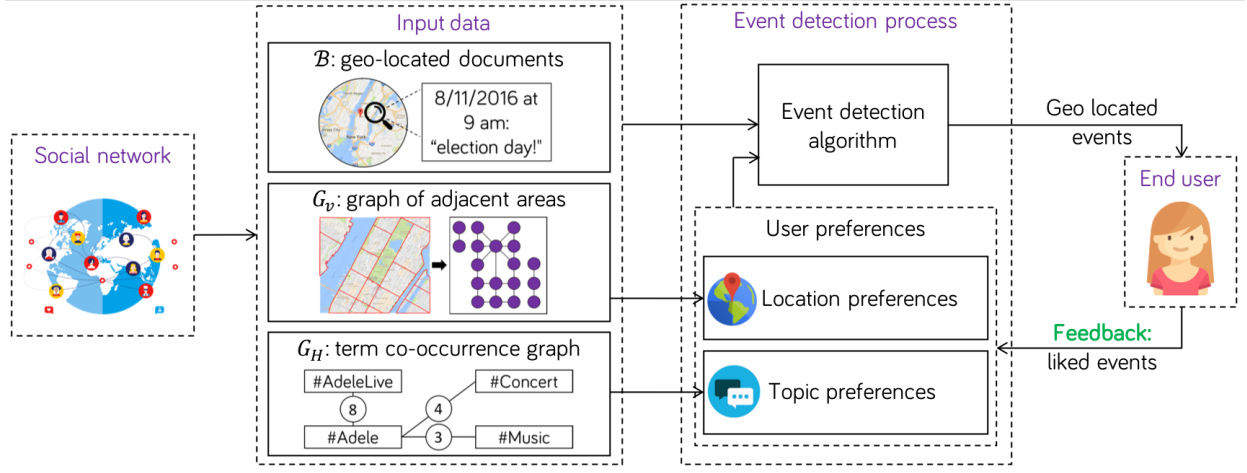 Social network
Input data
ℬ: geo-located documents
8/11/2016 at
9 am:
“election day!"
G_v: graph of adjacent areas
G_H: term co-occurrence graph
#AdeleLive
#Concert
8
4
#Adele
3
#Music
Event detection process
Event detection
algorithm
User preferences
Location preferences
Topic preferences
Geo located
events
End user
Feedback:
liked events